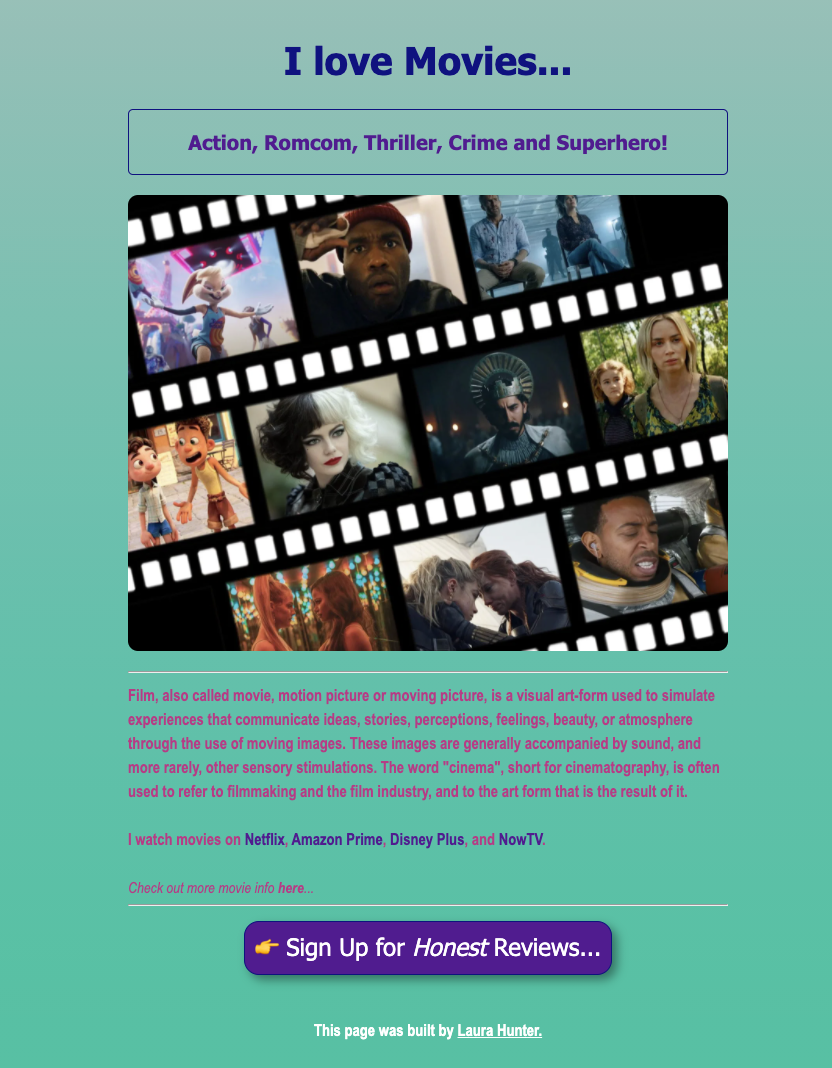 I love Movies...
Action, Romcom, Thriller, Crime and Superhero!
Film, also called movie, motion picture or moving picture, is a visual art-form used to simulate
experiences that communicate ideas, stories, perceptions, feelings, beauty, or atmosphere
through the use of moving images. These images are generally accompanied by sound, and
more rarely, other sensory stimulations. The word "cinema", short for cinematography, is often
used to refer to filmmaking and the film industry, and to the art form that is the result of it.
I watch movies on Netflix, Amazon Prime, Disney Plus, and NowTV.
Check out more movie info here...
👉 Sign Up for Honest Reviews...
This page was built by Laura Hunter.